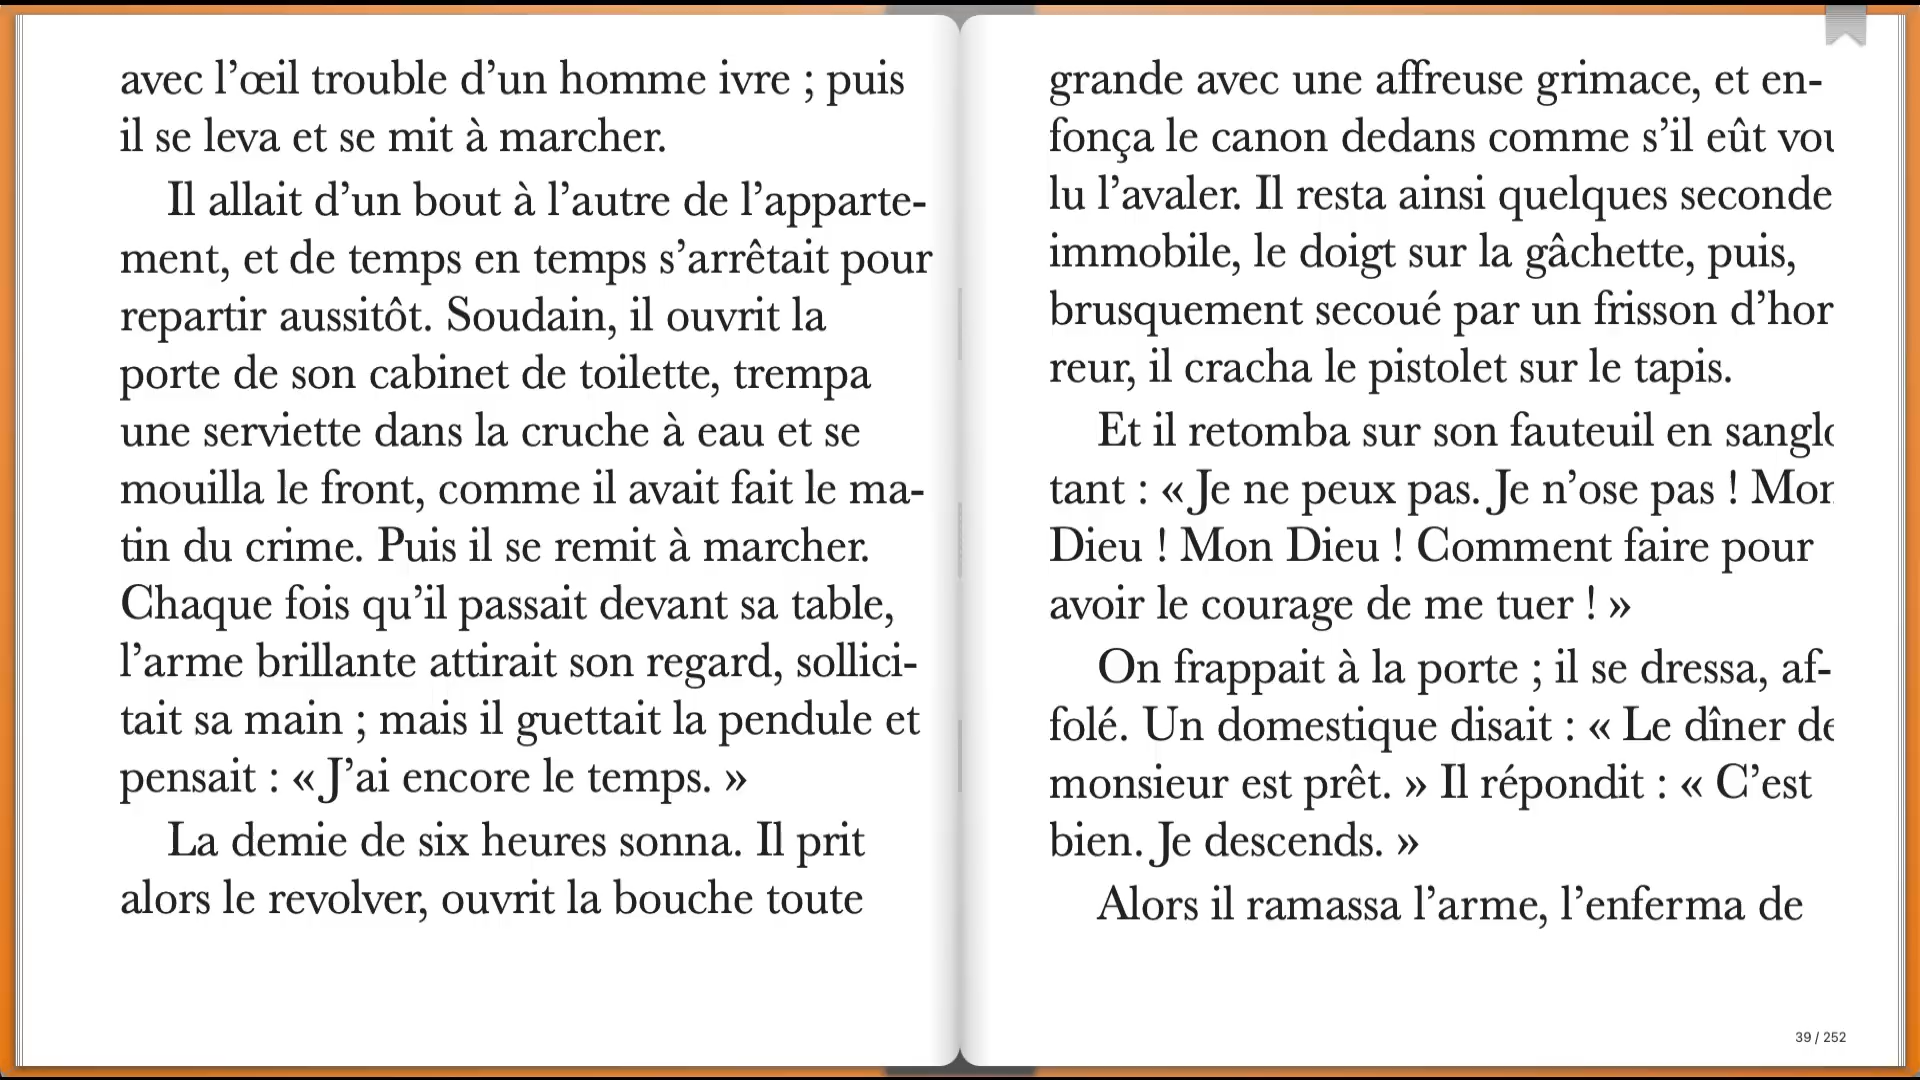 avec l’œil trouble d’un homme ivre ; puis
il se leva et se mit à marcher.
Il allait d’un bout à l’autre de l’apparte-
ment, et de temps en temps s’arrêtait pour
repartir aussitôt. Soudain, il ouvrit la
porte de son cabinet de toilette, trempa
une serviette dans la cruche à eau et se
mouilla le front, comme il avait fait le ma-
tin du crime. Puis il se remit à marcher.
Chaque fois qu’il passait devant sa table,
l’arme brillante attirait son regard, sollici-
tait sa main ; mais il guettait la pendule et
pensait : « J’ai encore le temps. »
La demie de six heures sonna. Il prit
alors le revolver, ouvrit la bouche toute
grande avec une affreuse grimace, et en-
fonça le canon dedans comme s’il eût vou
lu l’avaler. Il resta ainsi quelques seconde
immobile, le doigt sur la gâchette, puis,
brusquement secoué par un frisson d’hor
reur, il cracha le pistolet sur le tapis.
Et il retomba sur son fauteuil en sanglo
tant : « Je ne peux pas. Je n’ose pas ! Mon
Dieu ! Mon Dieu ! Comment faire pour
avoir le courage de me tuer ! »
On frappait à la porte ; il se dressa, af-
folé. Un domestique disait : « Le dîner de
monsieur est prêt. » Il répondit : « C’est
bien. Je descends. »
Alors il ramassa l’arme, l’enferma de
39 / 252